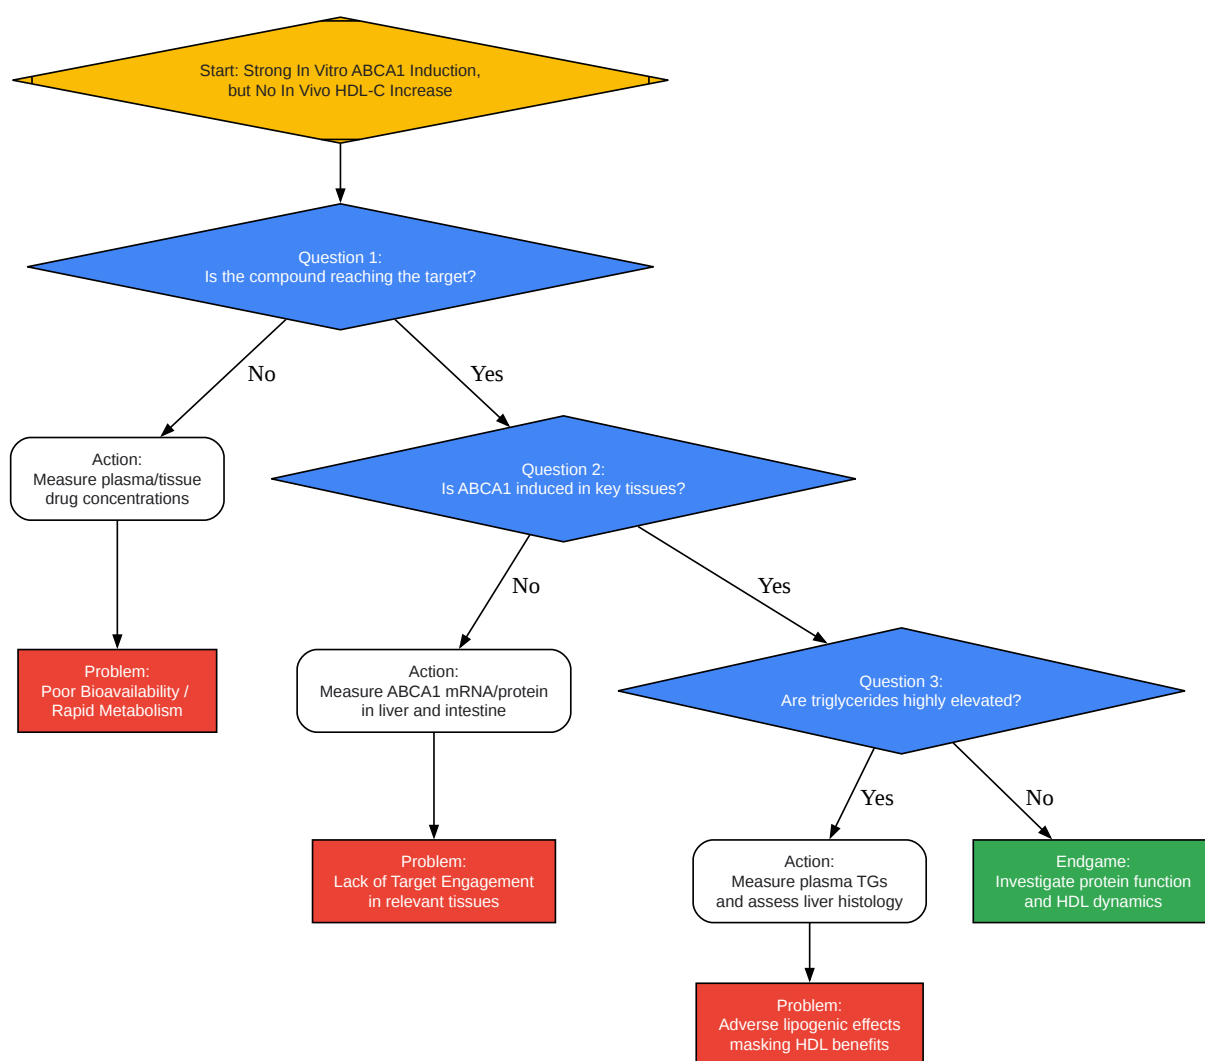 Start: Strong In Vitro ABCA1 Induction,
but No In Vivo HDL-C Increase
Question 1:
Is the compound reaching the target?
No
Yes
Action:
Measure plasma/tissue
drug concentrations
Question 2:
Is ABCA1 induced in key tissues?
No
Yes
Problem:
Poor Bioavailability /
Rapid Metabolism
Action:
Measure ABCA1 mRNA/protein
in liver and intestine
Question 3:
Are triglycerides highly elevated?
Yes
No
Problem:
Lack of Target Engagement
in relevant tissues
Action:
Measure plasma TGs
and assess liver histology
Endgame:
Investigate protein function
and HDL dynamics
Problem:
Adverse lipogenic effects
masking HDL benefits